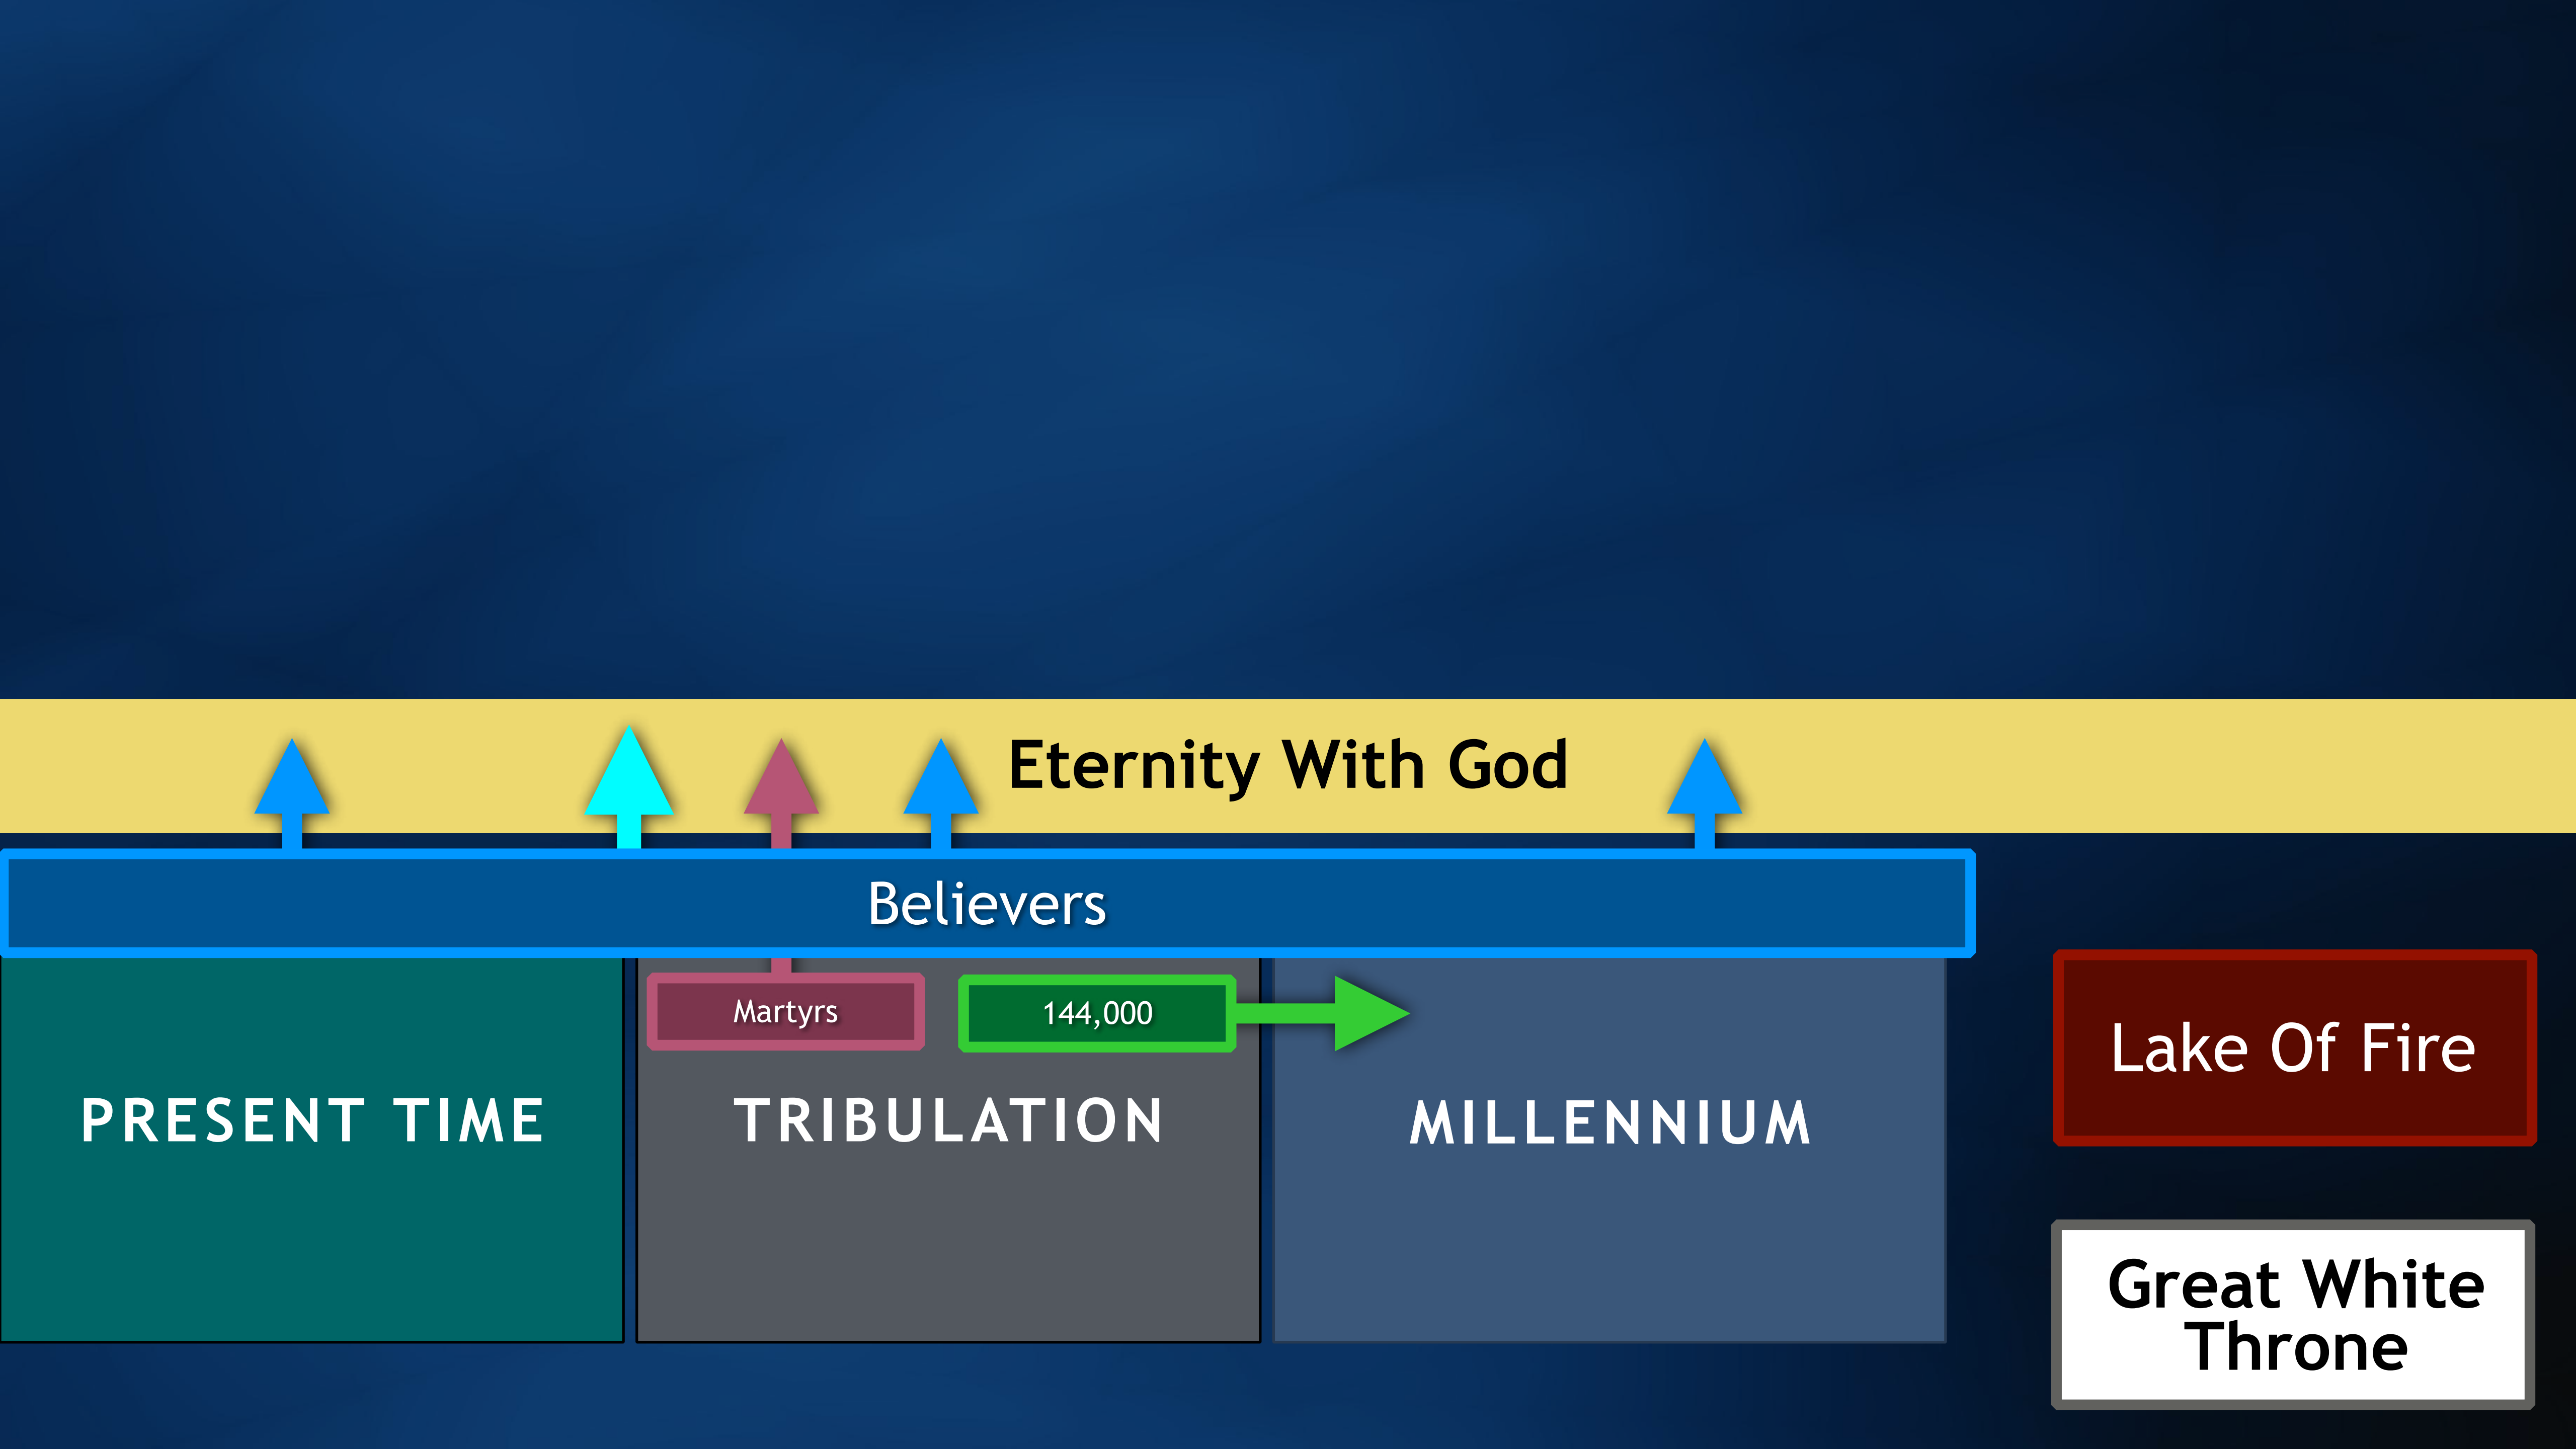 Eternity With God
Believers
Martyrs
144,000
PRESENT TIME
TRIBULATION
MILLENNIUM
Lake Of Fire
Great White
Throne